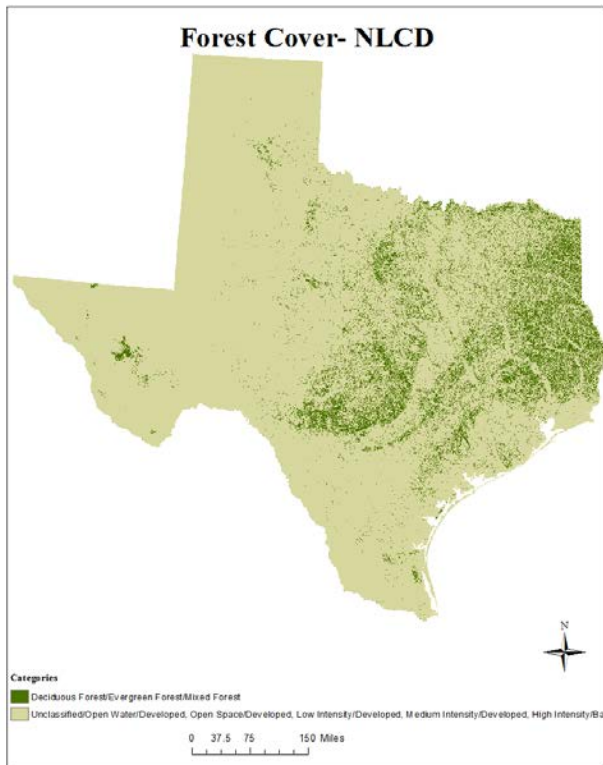 Forest Cover- NLCD
N
Categories
Deciduous Forest/Evergreen Forest/Mixed Forest
Unclassified/Open Water/Developed, Open Space/Developed, Low Intensity/Developed, Medium Intensity/Developed, High Intensity/Ba
0 37.5 75 150 Miles